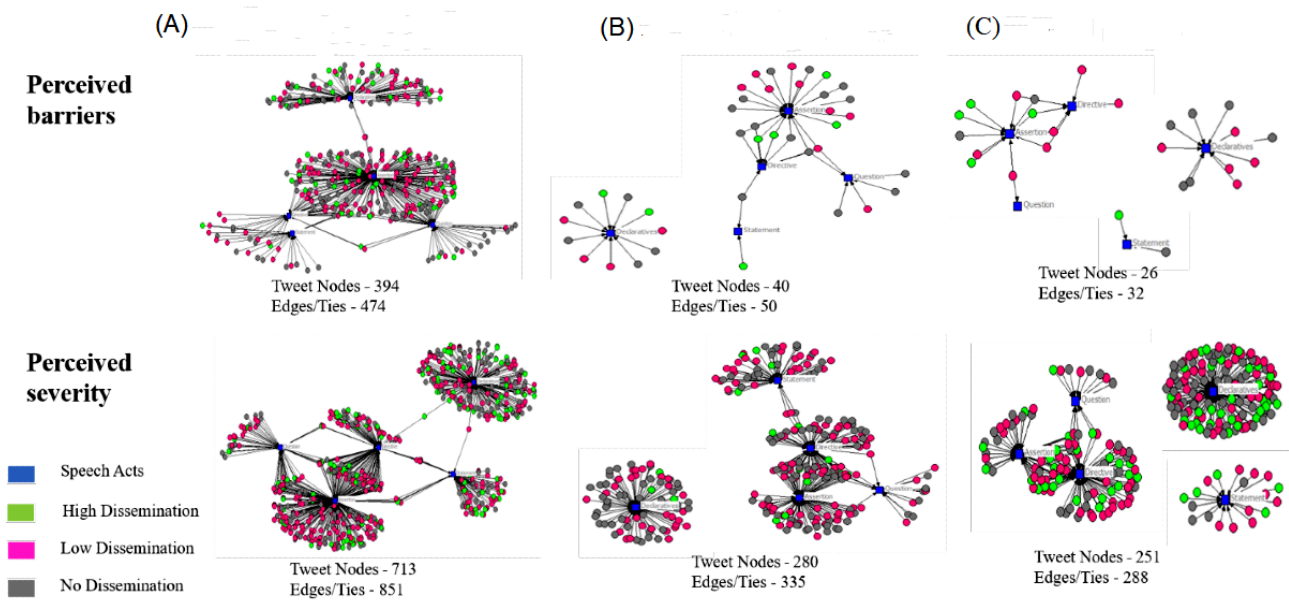 (A)
(B)
(C)
Perceived
barriers
Assertion
Directive
Question
Declaratives
Statement
Directive
Assertion
Declaratives
Question
Statement
Tweet Nodes - 394
Edges/Ties - 474
Tweet Nodes - 40
Edges/Ties - 50
Tweet Nodes - 26
Edges/Ties - 32
Perceived
severity
Statement
Directive
Assertion
Question
Declaratives
Question
Assertion
Directive
Declaratives
Statement
Speech Acts
High Dissemination
Low Dissemination
No Dissemination
Tweet Nodes - 713
Edges/Ties - 851
Tweet Nodes - 280
Edges/Ties - 335
Tweet Nodes - 251
Edges/Ties - 288